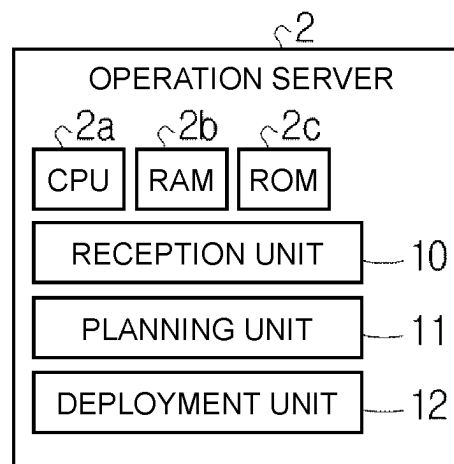 2
OPERATION SERVER
2a 2b 2c
CPU RAM ROM
RECEPTION UNIT 10
PLANNING UNIT 11
DEPLOYMENT UNIT 12